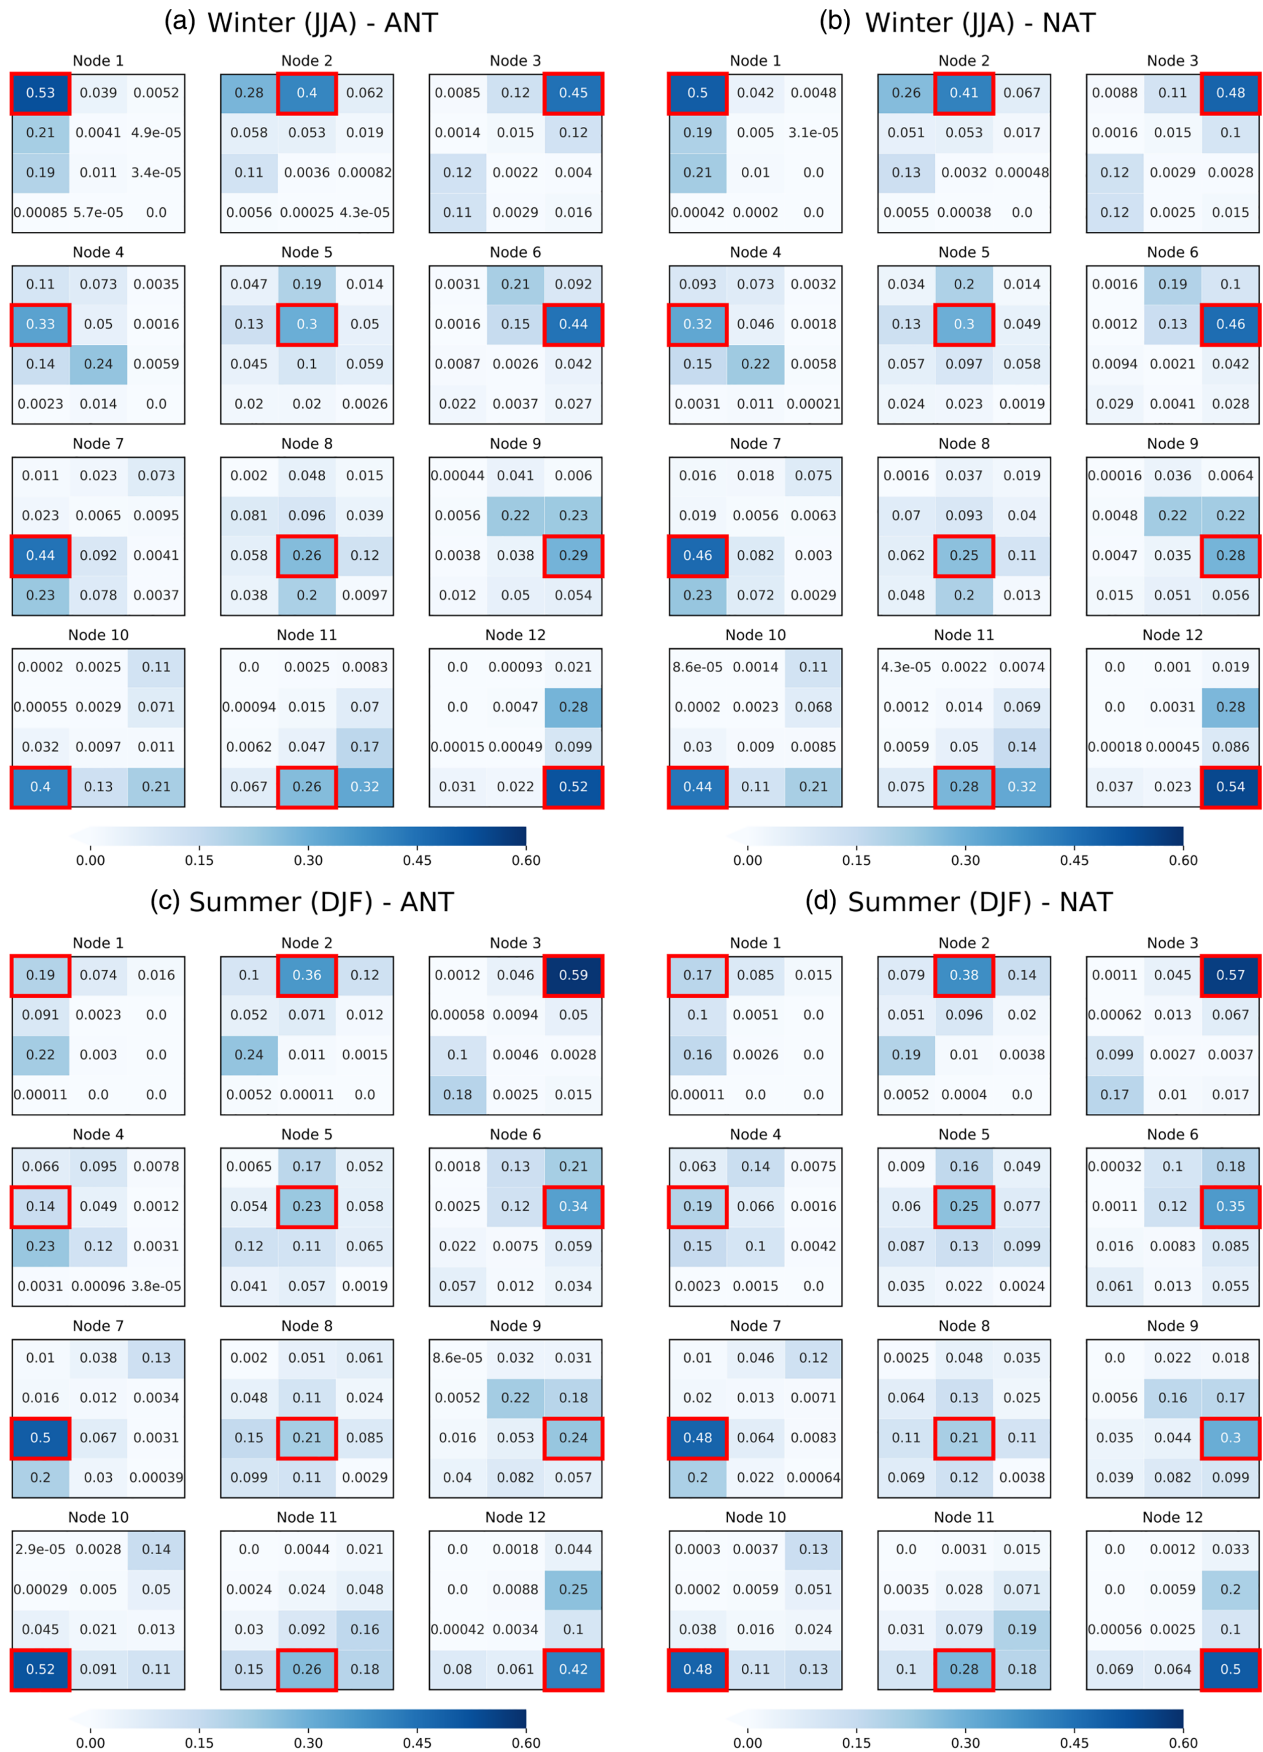 (a) Winter (JJA) - ANT (b) Winter (JJA) - NAT
Node 1 Node 2 Node 3 Node 1 Node 2 Node 3
0.53 0.039 0.0052 0.28 0.4 0.062 0.0085 0.12 0.45 0.5 0.042 0.0048 0.26 0.41 0.067 0.0088 0.11 0.48
0.21 0.0041 4.9e-05 0.058 0.053 0.019 0.0014 0.015 0.12 0.19 0.005 3.1e-05 0.051 0.053 0.017 0.0016 0.015 0.1
0.19 0.011 3.4e-05 0.11 0.0036 0.00082 0.12 0.0022 0.004 0.21 0.01 0.0 0.13 0.0032 0.00048 0.12 0.0029 0.0028
0.00085 5.7e-05 0.0 0.0056 0.00025 4.3e-05 0.11 0.0029 0.016 0.00042 0.0002 0.0 0.0055 0.00038 0.0 0.12 0.0025 0.015
Node 4 Node 5 Node 6 Node 4 Node 5 Node 6
0.11 0.073 0.0035 0.047 0.19 0.014 0.0031 0.21 0.092 0.093 0.073 0.0032 0.034 0.2 0.014 0.0016 0.19 0.1
0.33 0.05 0.0016 0.13 0.3 0.05 0.0016 0.15 0.44 0.32 0.046 0.0018 0.13 0.3 0.049 0.0012 0.13 0.46
0.14 0.24 0.0059 0.045 0.1 0.059 0.0087 0.0026 0.042 0.15 0.22 0.0058 0.057 0.097 0.058 0.0094 0.0021 0.042
0.0023 0.014 0.0 0.02 0.02 0.0026 0.022 0.0037 0.027 0.0031 0.011 0.00021 0.024 0.023 0.0019 0.029 0.0041 0.028
Node 7 Node 8 Node 9 Node 7 Node 8 Node 9
0.011 0.023 0.073 0.002 0.048 0.015 0.00044 0.041 0.006 0.016 0.018 0.075 0.0016 0.037 0.019 0.00016 0.036 0.0064
0.023 0.0065 0.0095 0.081 0.096 0.039 0.0056 0.22 0.23 0.019 0.0056 0.0063 0.07 0.093 0.04 0.0048 0.22 0.22
0.44 0.092 0.0041 0.058 0.26 0.12 0.0038 0.038 0.29 0.46 0.082 0.003 0.062 0.25 0.11 0.0047 0.035 0.28
0.23 0.078 0.0037 0.038 0.2 0.0097 0.012 0.05 0.054 0.23 0.072 0.0029 0.048 0.2 0.013 0.015 0.051 0.056
Node 10 Node 11 Node 12 Node 10 Node 11 Node 12
0.0002 0.0025 0.11 0.0 0.0025 0.0083 0.0 0.00093 0.021 8.6e-05 0.0014 0.11 4.3e-05 0.0022 0.0074 0.0 0.001 0.019
0.00055 0.0029 0.071 0.00094 0.015 0.07 0.0 0.0047 0.28 0.0002 0.0023 0.068 0.0012 0.014 0.069 0.0 0.0031 0.28
0.032 0.0097 0.011 0.0062 0.047 0.17 0.00015 0.00049 0.099 0.03 0.009 0.0085 0.0059 0.05 0.14 0.00018 0.00045 0.086
0.4 0.13 0.21 0.067 0.26 0.32 0.031 0.022 0.52 0.44 0.11 0.21 0.075 0.28 0.32 0.037 0.023 0.54
0.00 0.15 0.30 0.45 0.60 0.00 0.15 0.30 0.45 0.60
(c) Summer (DJF) - ANT (d) Summer (DJF) - NAT
Node 1 Node 2 Node 3 Node 1 Node 2 Node 3
0.19 0.074 0.016 0.1 0.36 0.12 0.0012 0.046 0.59 0.17 0.085 0.015 0.079 0.38 0.14 0.0011 0.045 0.57
0.091 0.0023 0.0 0.052 0.071 0.012 0.00058 0.0094 0.05 0.1 0.0051 0.0 0.051 0.096 0.02 0.00062 0.013 0.067
0.22 0.003 0.0 0.24 0.011 0.0015 0.1 0.0046 0.0028 0.16 0.0026 0.0 0.19 0.01 0.0038 0.099 0.0027 0.0037
0.00011 0.0 0.0 0.0052 0.00011 0.0 0.18 0.0025 0.015 0.00011 0.0 0.0 0.0052 0.0004 0.0 0.17 0.01 0.017
Node 4 Node 5 Node 6 Node 4 Node 5 Node 6
0.066 0.095 0.0078 0.0065 0.17 0.052 0.0018 0.13 0.21 0.063 0.14 0.0075 0.009 0.16 0.049 0.00032 0.1 0.18
0.14 0.049 0.0012 0.054 0.23 0.058 0.0025 0.12 0.34 0.19 0.066 0.0016 0.06 0.25 0.077 0.0011 0.12 0.35
0.23 0.12 0.0031 0.12 0.11 0.065 0.022 0.0075 0.059 0.15 0.1 0.0042 0.087 0.13 0.099 0.016 0.0083 0.085
0.0031 0.00096 3.8e-05 0.041 0.057 0.0019 0.057 0.012 0.034 0.0023 0.0015 0.0 0.035 0.022 0.0024 0.061 0.013 0.055
Node 7 Node 8 Node 9 Node 7 Node 8 Node 9
0.01 0.038 0.13 0.002 0.051 0.061 8.6e-05 0.032 0.031 0.01 0.046 0.12 0.0025 0.048 0.035 0.0 0.022 0.018
0.016 0.012 0.0034 0.048 0.11 0.024 0.0052 0.22 0.18 0.02 0.013 0.0071 0.064 0.13 0.025 0.0056 0.16 0.17
0.5 0.067 0.0031 0.15 0.21 0.085 0.016 0.053 0.24 0.48 0.064 0.0083 0.11 0.21 0.11 0.035 0.044 0.3
0.2 0.03 0.00039 0.099 0.11 0.0029 0.04 0.082 0.057 0.2 0.022 0.00064 0.069 0.12 0.0038 0.039 0.082 0.099
Node 10 Node 11 Node 12 Node 10 Node 11 Node 12
2.9e-05 0.0028 0.14 0.0 0.0044 0.021 0.0 0.0018 0.044 0.0003 0.0037 0.13 0.0 0.0031 0.015 0.0 0.0012 0.033
0.00029 0.005 0.05 0.0024 0.024 0.048 0.0 0.0088 0.25 0.0002 0.0059 0.051 0.0035 0.028 0.071 0.0 0.0059 0.2
0.045 0.021 0.013 0.03 0.092 0.16 0.00042 0.0034 0.1 0.038 0.016 0.024 0.031 0.079 0.19 0.00056 0.0025 0.1
0.52 0.091 0.11 0.15 0.26 0.18 0.08 0.061 0.42 0.48 0.11 0.13 0.1 0.28 0.18 0.069 0.064 0.5
0.00 0.15 0.30 0.45 0.60 0.00 0.15 0.30 0.45 0.60